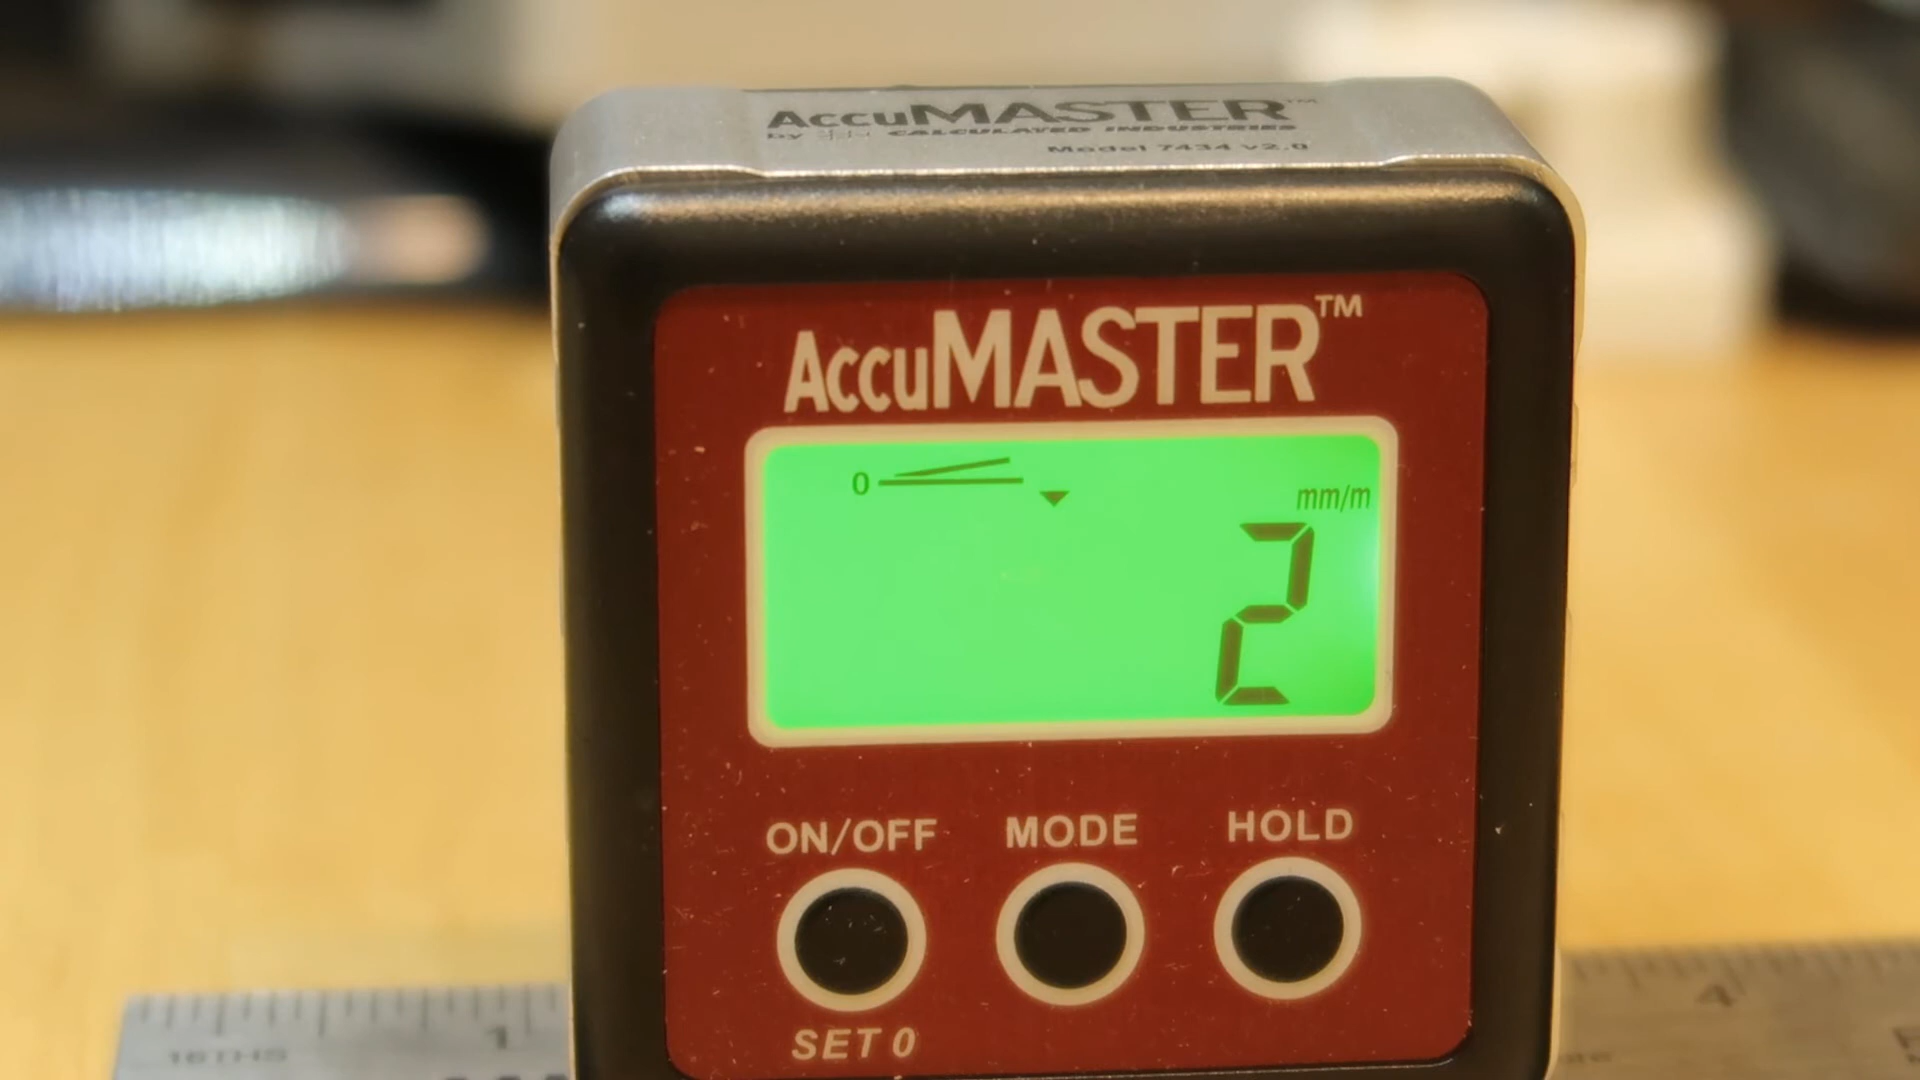 AccuMASTER™
by CALCULATED INDUSTRIES
Model 7434 v2.0
AccuMASTER™
0
mm/m
2
ON/OFF MODE HOLD
SET 0
1 4
16THS